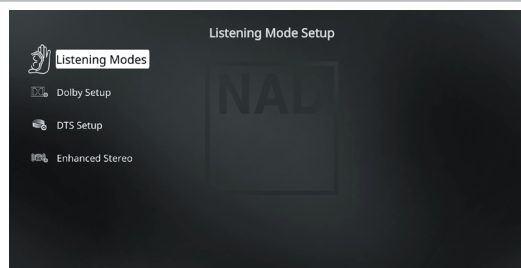 Listening Mode Setup
Listening Modes
NAD
Dolby Setup
DTS Setup
Enhanced Stereo